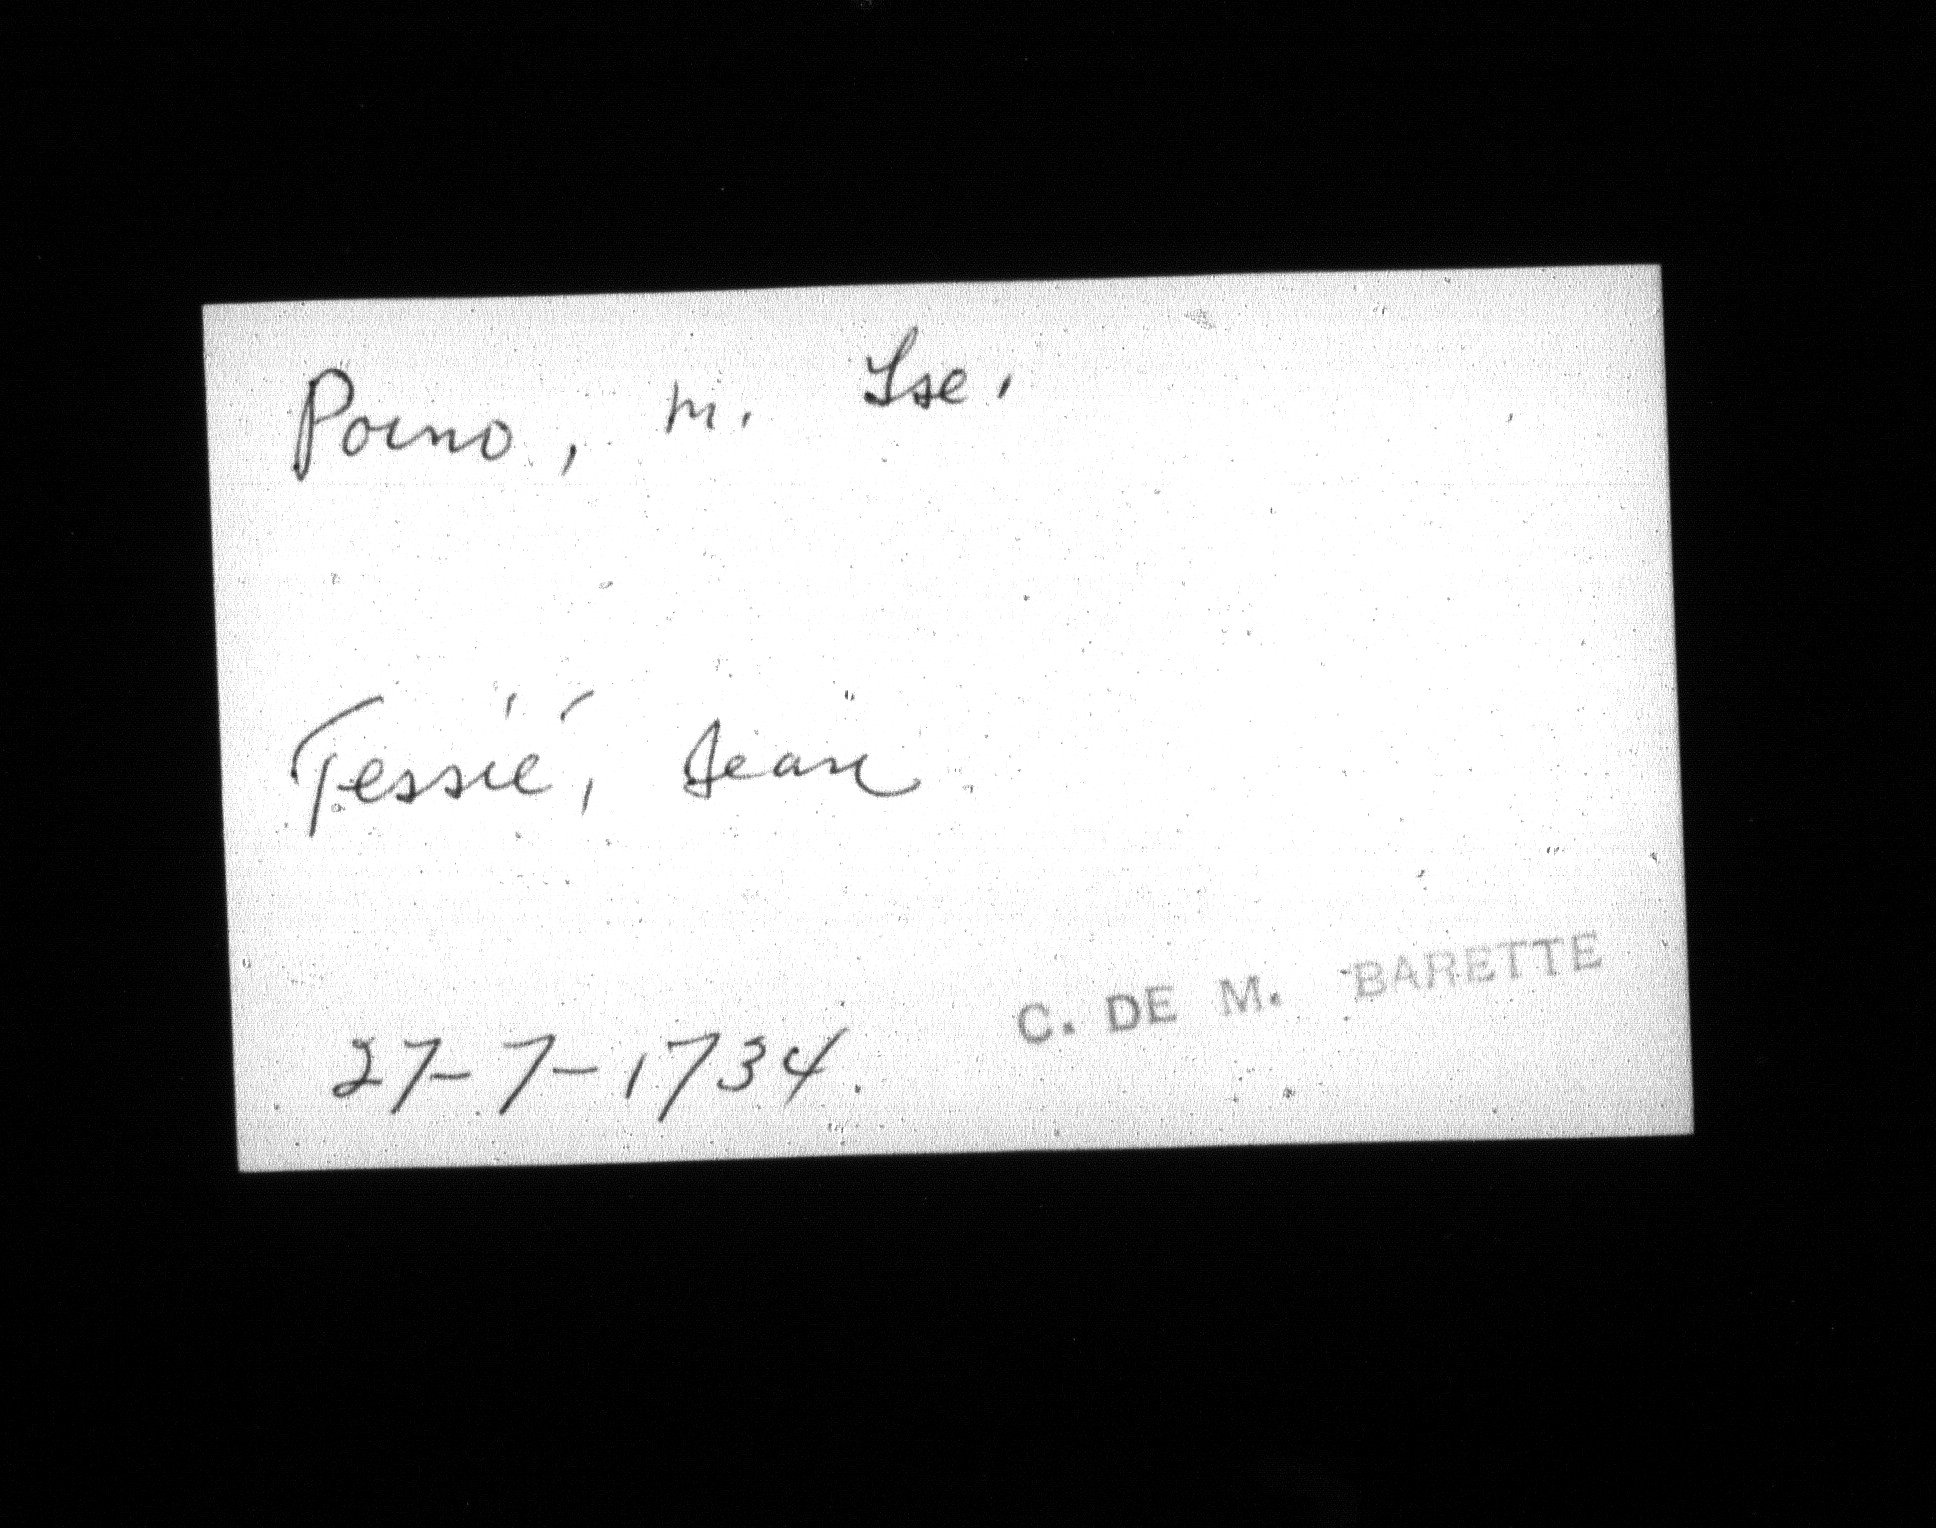 Poino, m. Lse.
Tessié, Jean
27-7-1734.
C. DE M. BARETTE